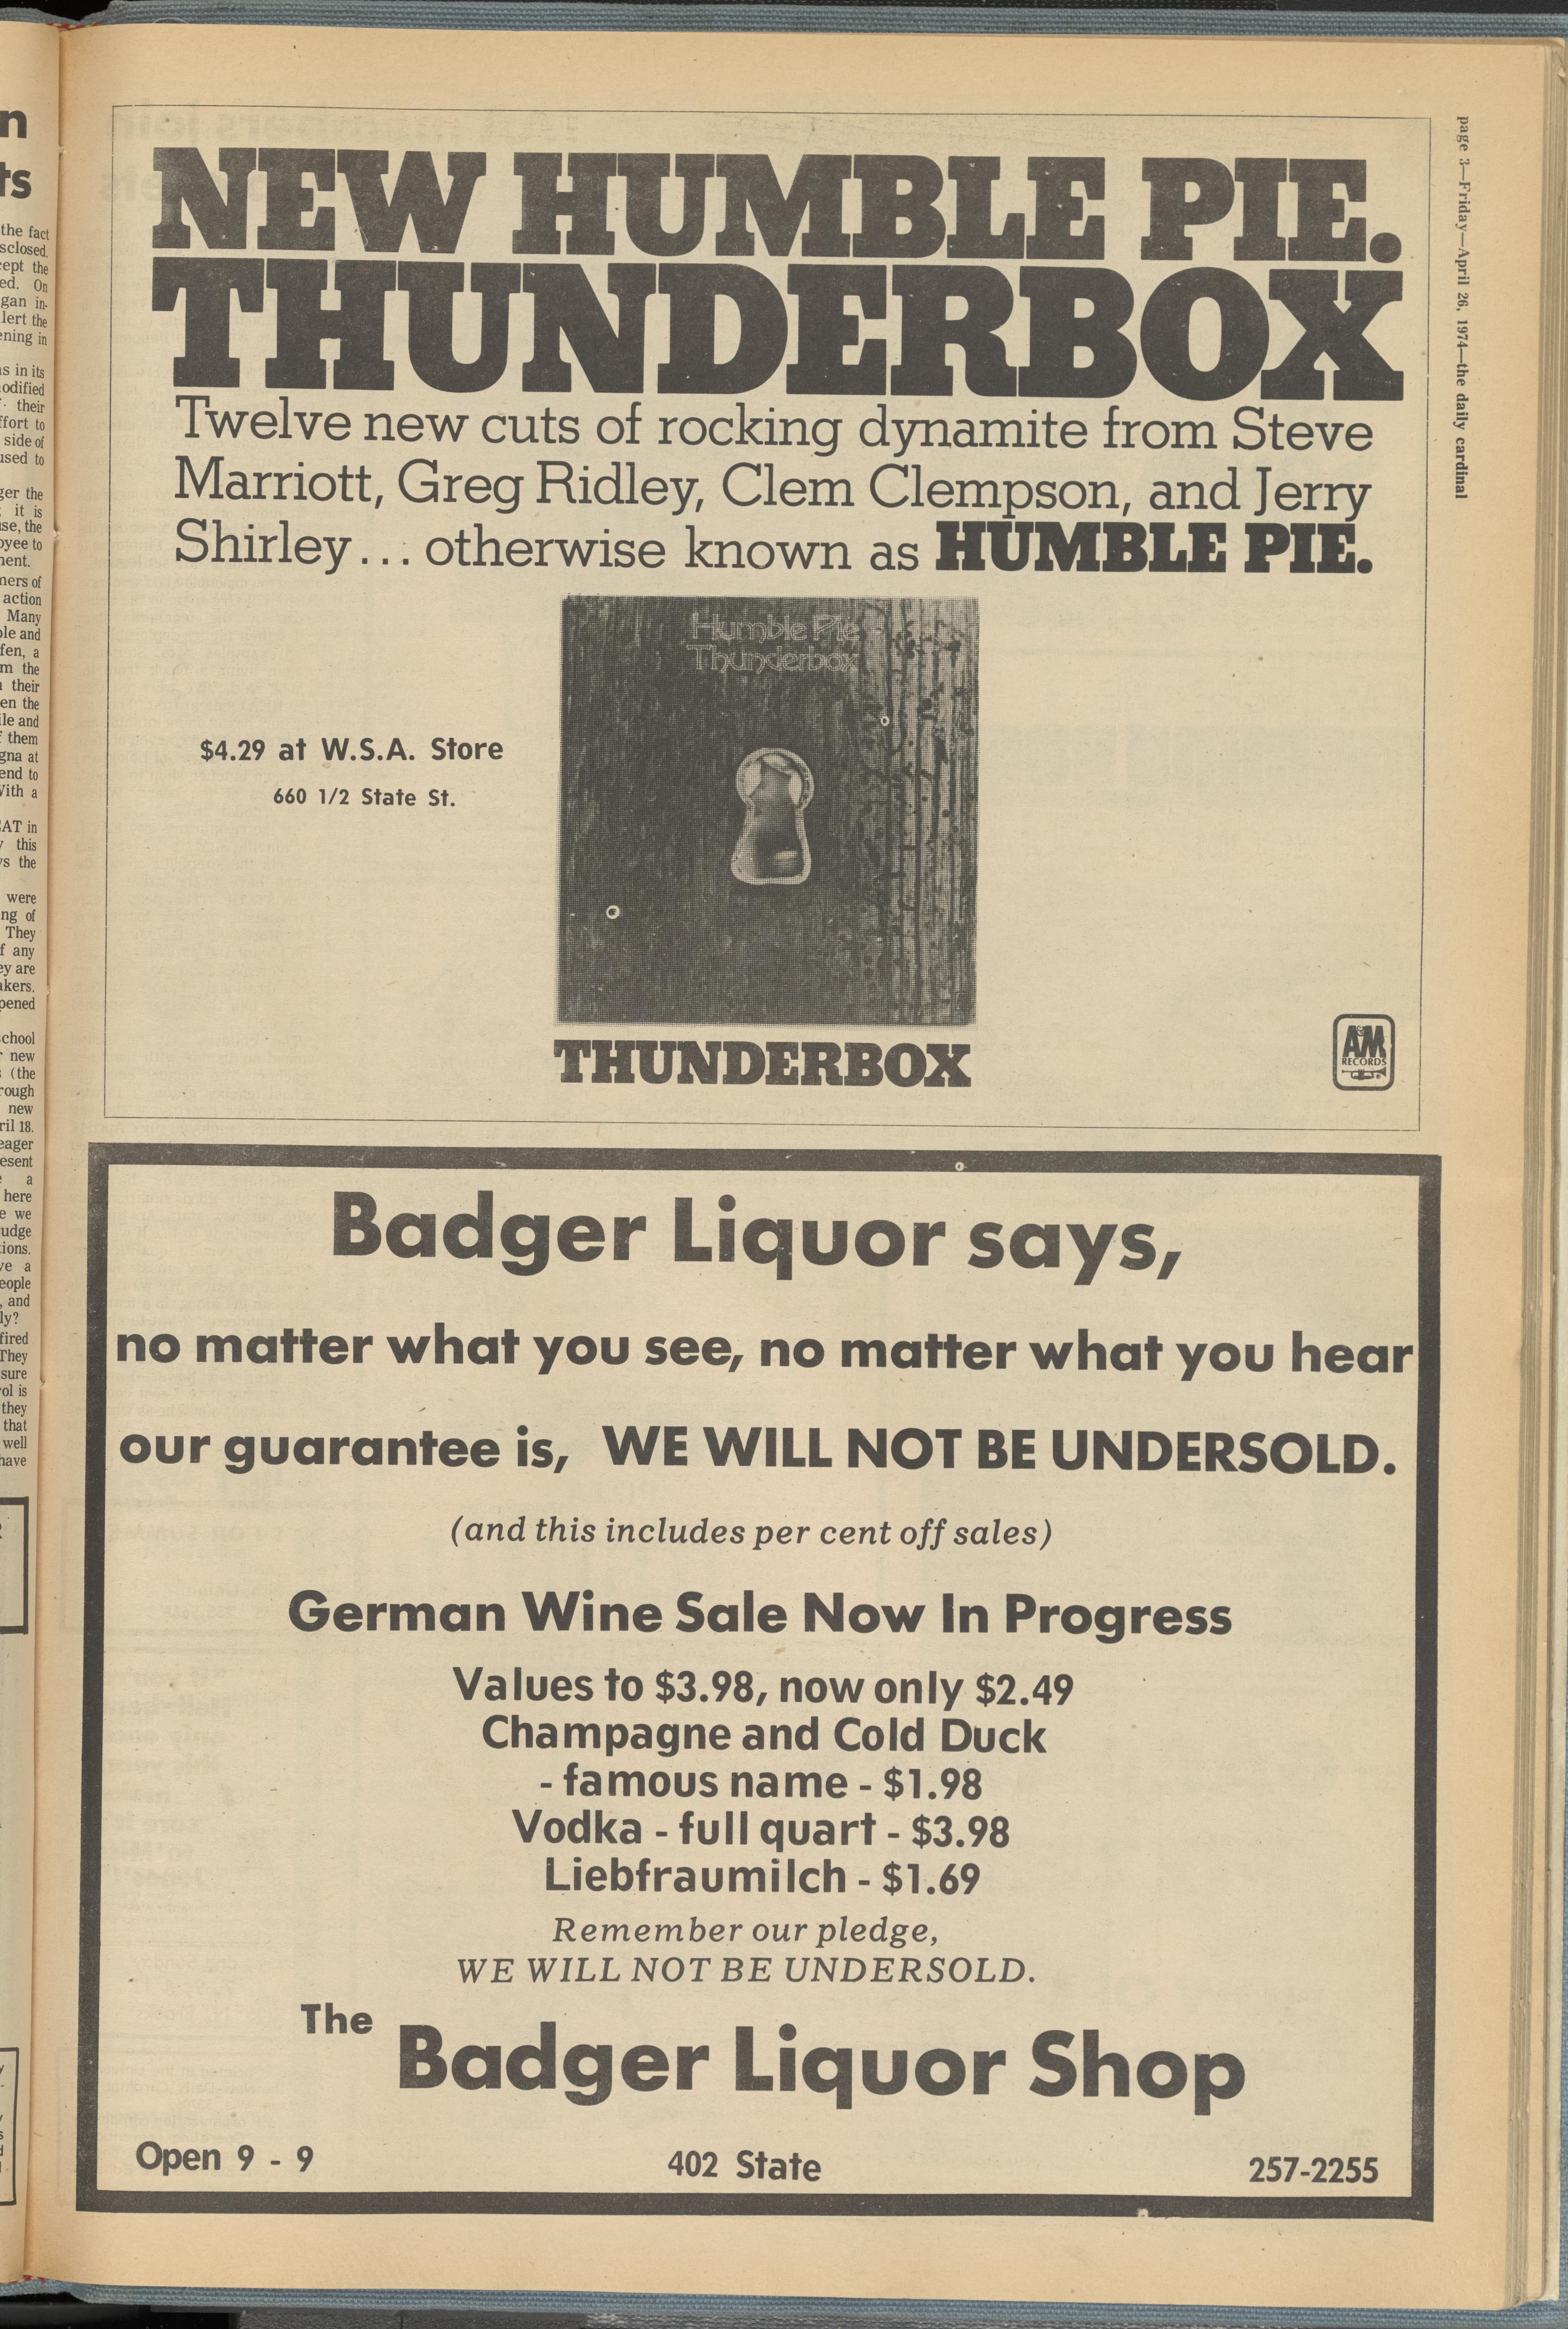 page 3—Friday—April 26, 1974—the daily cardinal
NEW HUMBLE PIE.
THUNDERBOX
Twelve new cuts of rocking dynamite from Steve
Marriott, Greg Ridley, Clem Clempson, and Jerry
Shirley... otherwise known as HUMBLE PIE.
Humble Pie
Thunderbox
$4.29 at W.S.A. Store
660 1/2 State St.
THUNDERBOX
A&M
RECORDS
Badger Liquor says,
no matter what you see, no matter what you hear
our guarantee is, WE WILL NOT BE UNDERSOLD.
(and this includes per cent off sales)
German Wine Sale Now In Progress
Values to $3.98, now only $2.49
Champagne and Cold Duck
- famous name - $1.98
Vodka - full quart - $3.98
Liebfraumilch - $1.69
Remember our pledge,
WE WILL NOT BE UNDERSOLD.
The
Badger Liquor Shop
Open 9 - 9
402 State
257-2255